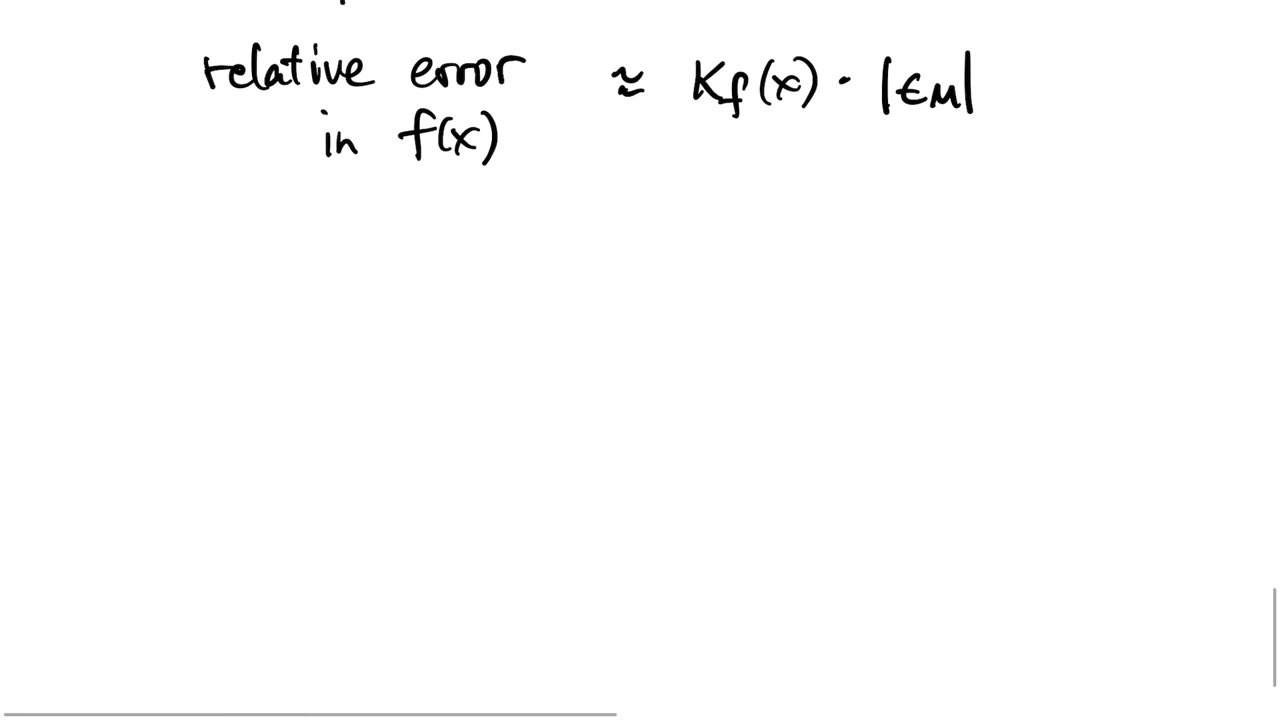 relative error ≈ Kf(x) · |ϵM|
in f(x)